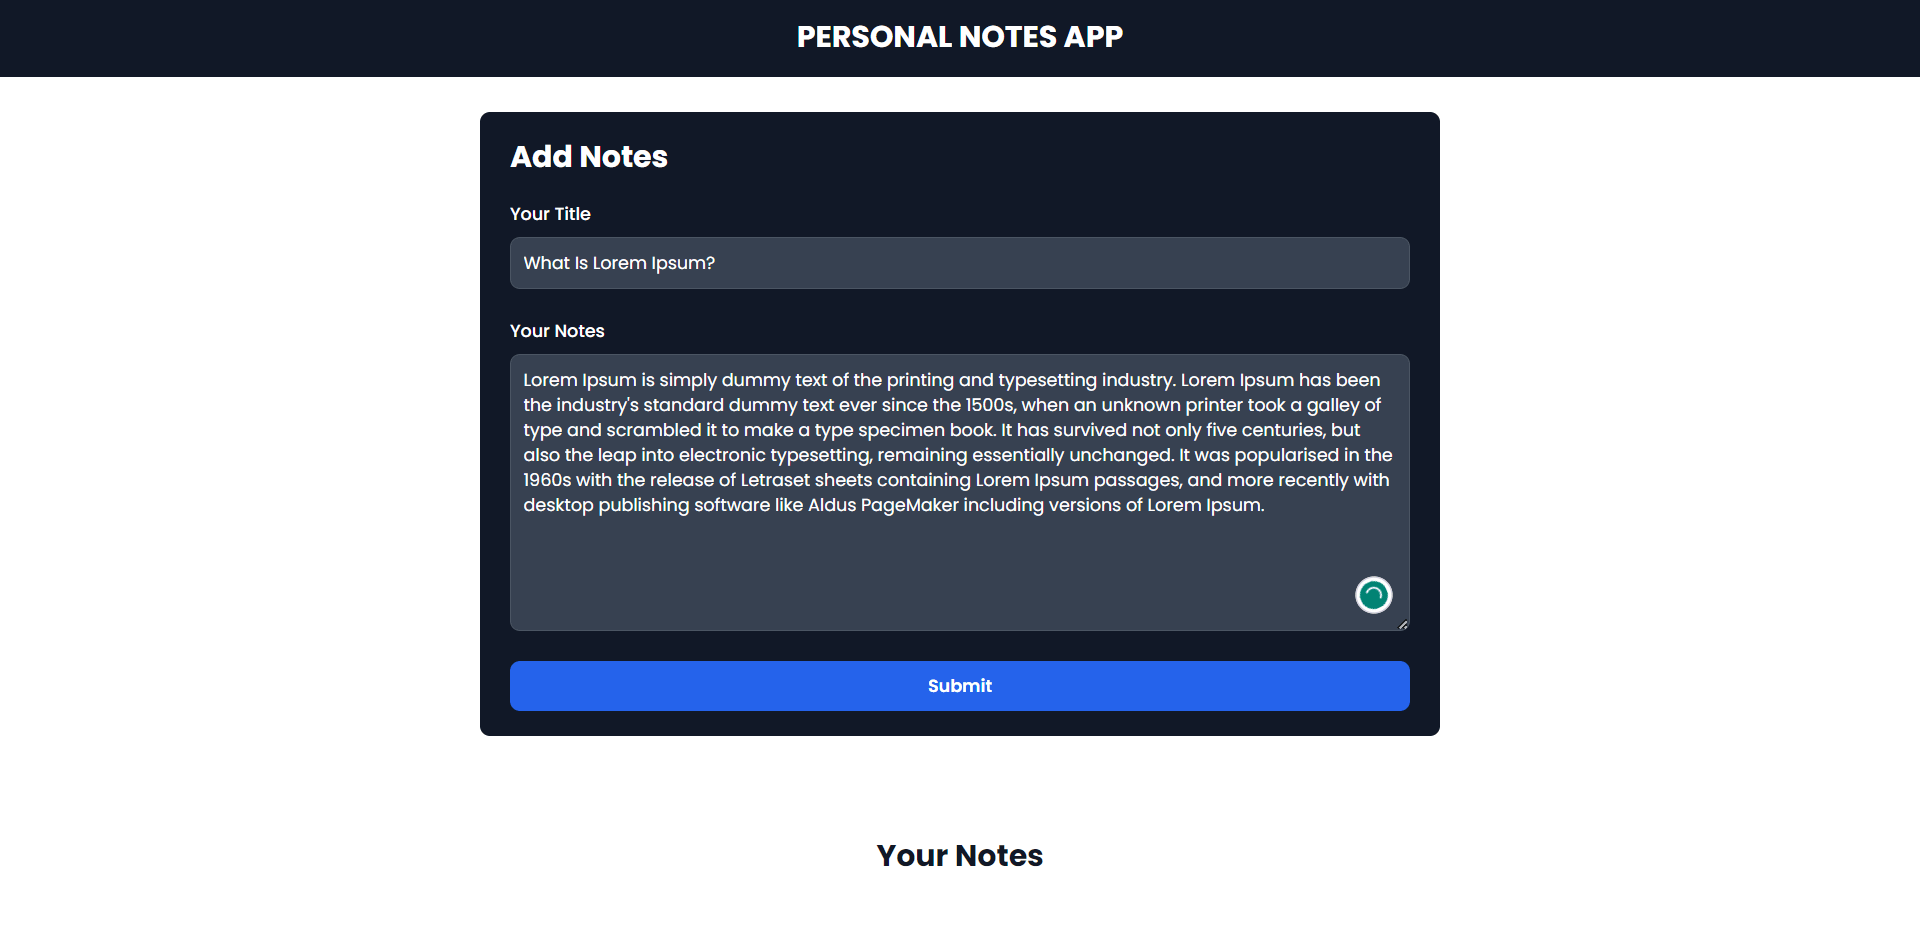 PERSONAL NOTES APP
Add Notes
Your Title
What Is Lorem Ipsum?
Your Notes
Lorem Ipsum is simply dummy text of the printing and typesetting industry. Lorem Ipsum has been
the industry's standard dummy text ever since the 1500s, when an unknown printer took a galley of
type and scrambled it to make a type specimen book. It has survived not only five centuries, but
also the leap into electronic typesetting, remaining essentially unchanged. It was popularised in the
1960s with the release of Letraset sheets containing Lorem Ipsum passages, and more recently with
desktop publishing software like Aldus PageMaker including versions of Lorem Ipsum.
Submit
Your Notes